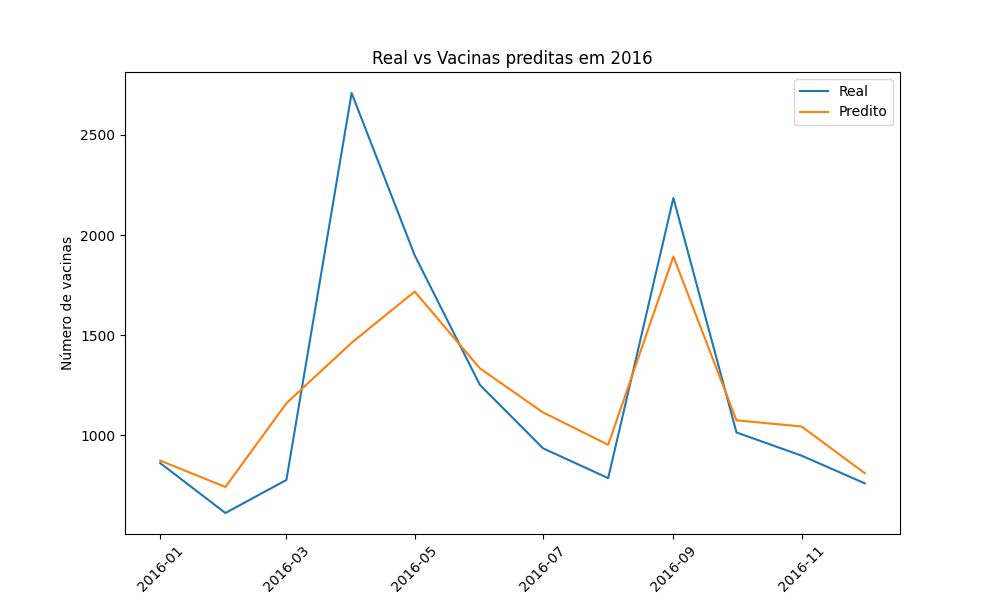 Real vs Vacinas preditas em 2016
Real
Predito
Número de vacinas
2500
2000
1500
1000
2016-01
2016-03
2016-05
2016-07
2016-09
2016-11